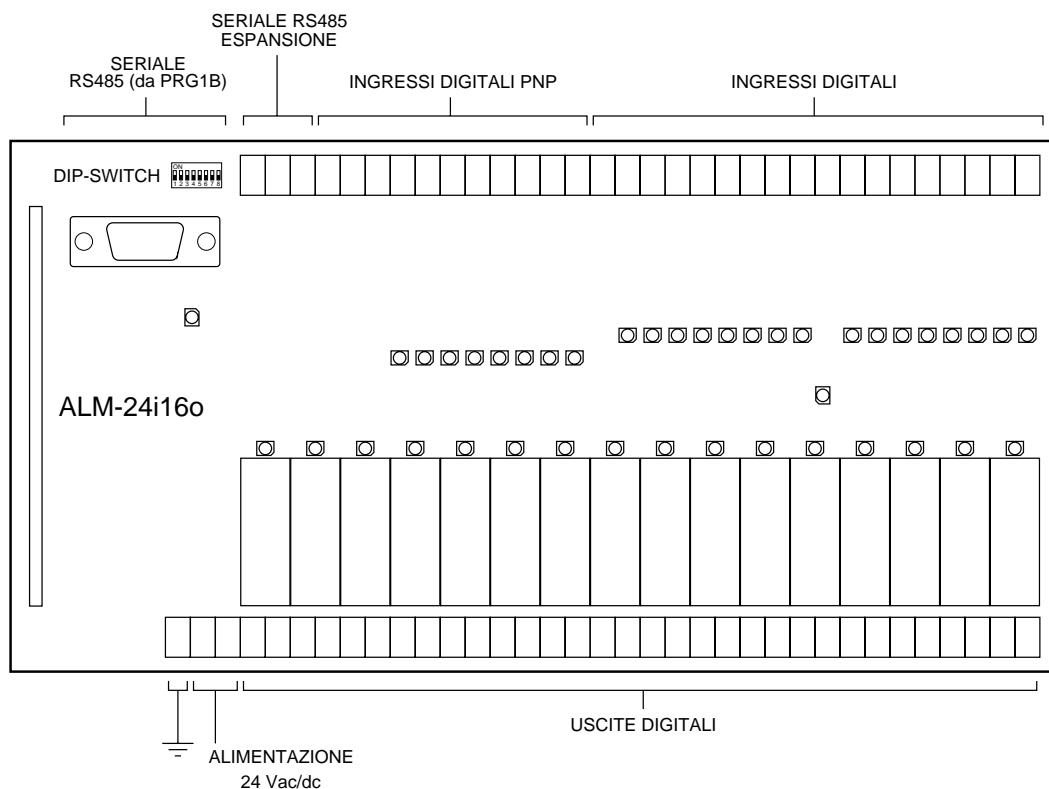 SERIALE RS485
ESPANSIONE
SERIALE
RS485 (da PRG1B)
INGRESSI DIGITALI PNP
INGRESSI DIGITALI
DIP-SWITCH
ON
1 2 3 4 5 6 7 8
ALM-24i16o
USCITE DIGITALI
ALIMENTAZIONE
24 Vac/dc